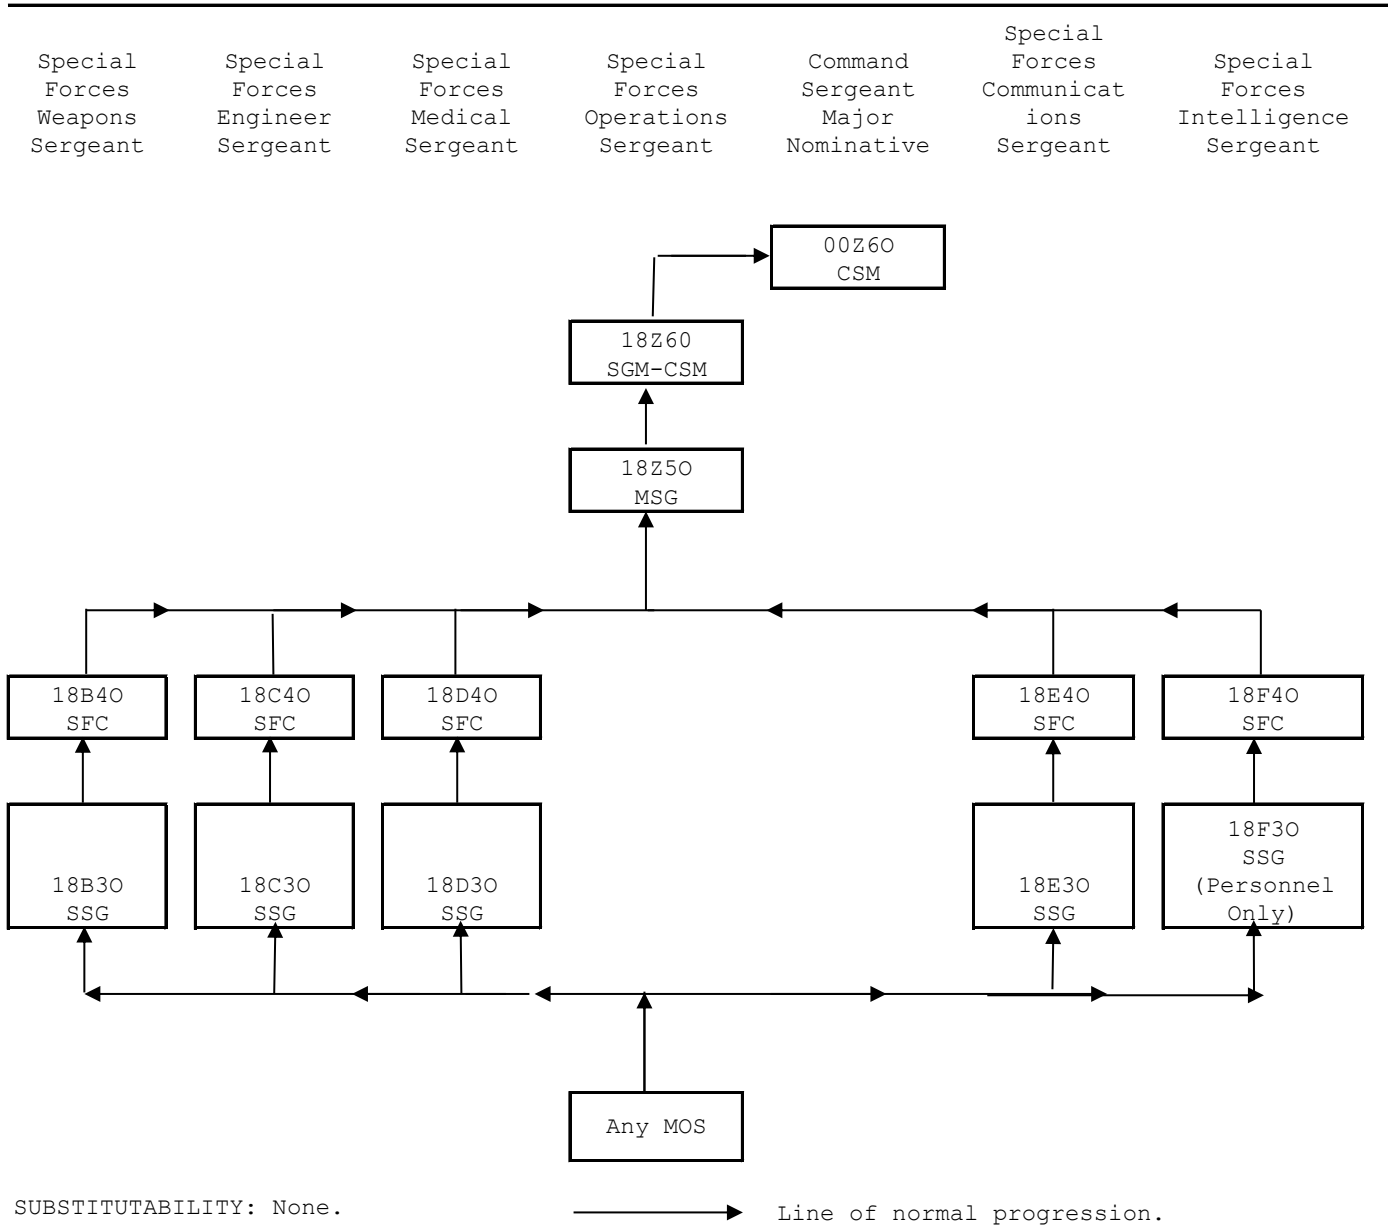 Special
Forces
Weapons
Sergeant
Special
Forces
Engineer
Sergeant
Special
Forces
Medical
Sergeant
Special
Forces
Operations
Sergeant
Command
Sergeant
Major
Nominative
Special
Forces
Communicat
ions
Sergeant
Special
Forces
Intelligence
Sergeant
00Z6O
CSM
18Z60
SGM-CSM
18Z5O
MSG
18B4O
SFC
18C4O
SFC
18D4O
SFC
18E4O
SFC
18F4O
SFC
18B3O
SSG
18C3O
SSG
18D3O
SSG
18E3O
SSG
18F3O
SSG
(Personnel
Only)
Any MOS
SUBSTITUTABILITY: None.
Line of normal progression.